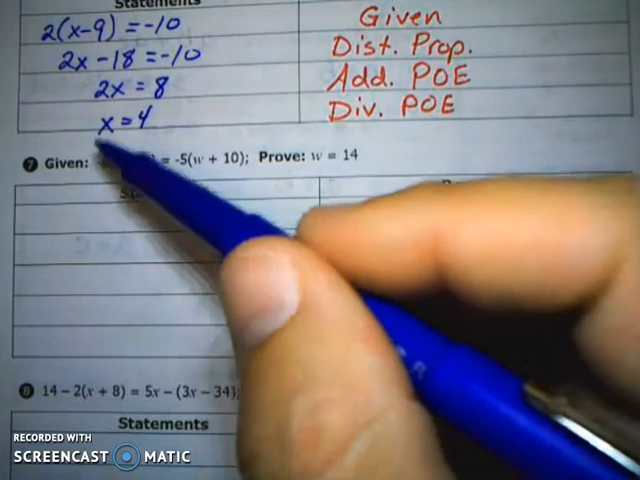 Statements
2(x-9) = -10 Given
2x - 18 = -10 Dist. Prop.
2x = 8 Add. POE
x = 4 Div. POE
7 Given: = -5(w + 10); Prove: w = 14
8 14 – 2(x + 8) = 5x – (3x – 34)
Statements
RECORDED WITH
SCREENCAST MATIC